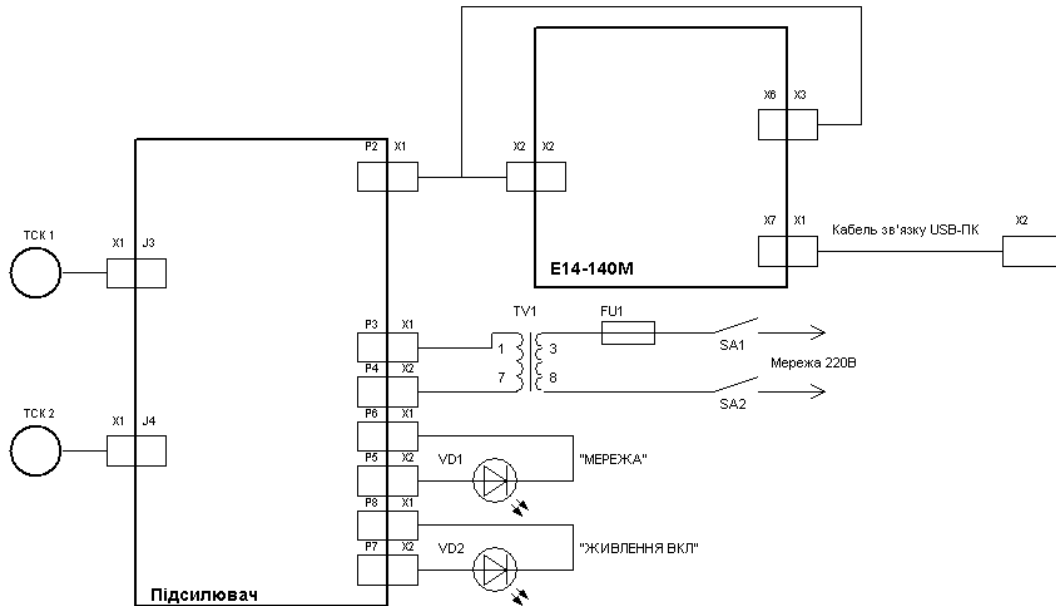 X6 X3
P2 X1
X2 X2
X7 X1
Кабель зв'язку USB-ПК
X2
E14-140M
ТСК 1
X1 J3
P3 X1
TV1
FU1
1 3
SA1
Мережа 220В
P4 X2
7 8
SA2
ТСК 2
X1 J4
P6 X1
P5 X2
VD1
"МЕРЕЖА"
P8 X1
P7 X2
VD2
"ЖИВЛЕННЯ ВКЛ"
Підсилювач